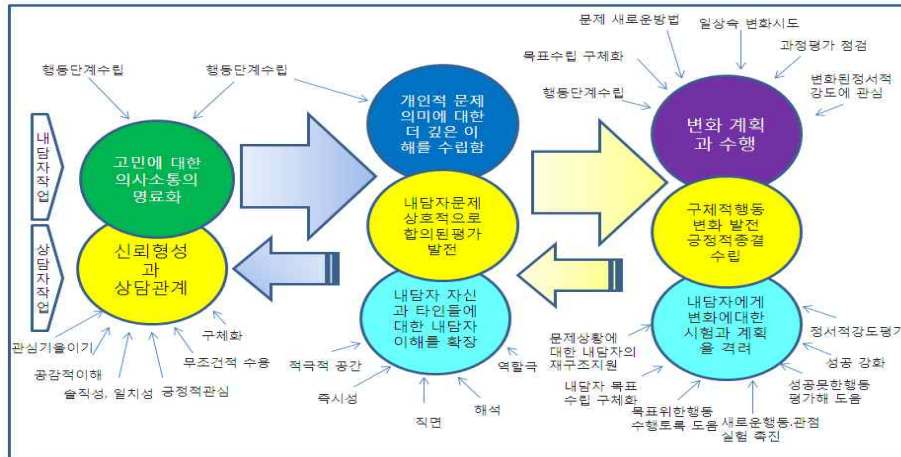 문제 새로운방법
일상속 변화시도
목표수립 구체화
과정평가 점검
행동단계수립
행동단계수립
행동단계수립
변화된정서적
강도에 관심
내담자작업
고민에 대한
의사소통의
명료화
개인적 문제
의미에 대한
더 깊은 이
해를 수립함
변화 계획
과 수행
상담자작업
신뢰형성
과
상담관계
내담자문제
상호적으로
합의된평가
발전
구체적행동
변화 발전
긍정적종결
수립
내담자 자신
과 타인들에
대한 내담자
이해를 확장
내담자에게
변화에대한
시험과 계획
을 격려
관심기울이기
공감적이해
솔직성, 일치성
긍정적관심
무조건적 수용
구체화
적극적 공간
즉시성
직면
해석
역할극
문제상황에
대한 내담자의
재구조지원
내담자 목표
수립 구체화
목표위한행동
수행토록 도움
새로운행동.관점
실험 촉진
성공못한행동
평가해 도움
성공 강화
정서적강도평가